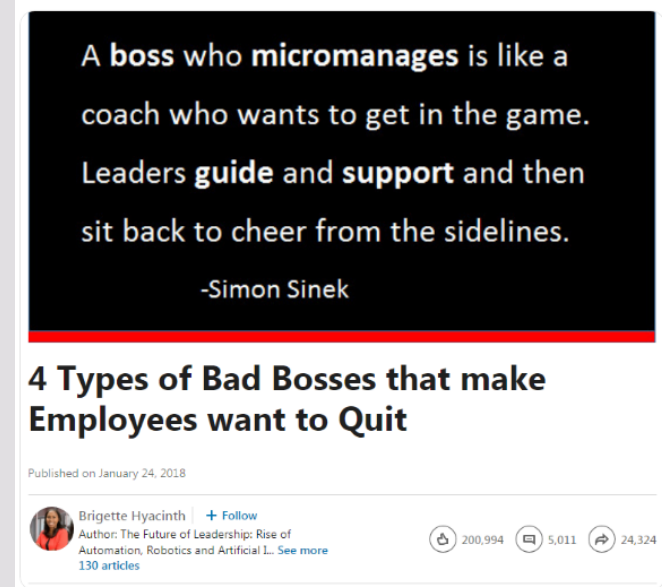 A boss who micromanages is like a
coach who wants to get in the game.
Leaders guide and support and then
sit back to cheer from the sidelines.
-Simon Sinek
4 Types of Bad Bosses that make
Employees want to Quit
Published on January 24, 2018
Brigette Hyacinth + Follow
Author: The Future of Leadership: Rise of
Automation, Robotics and Artificial I... See more
130 articles
200,994 5,011 24,324